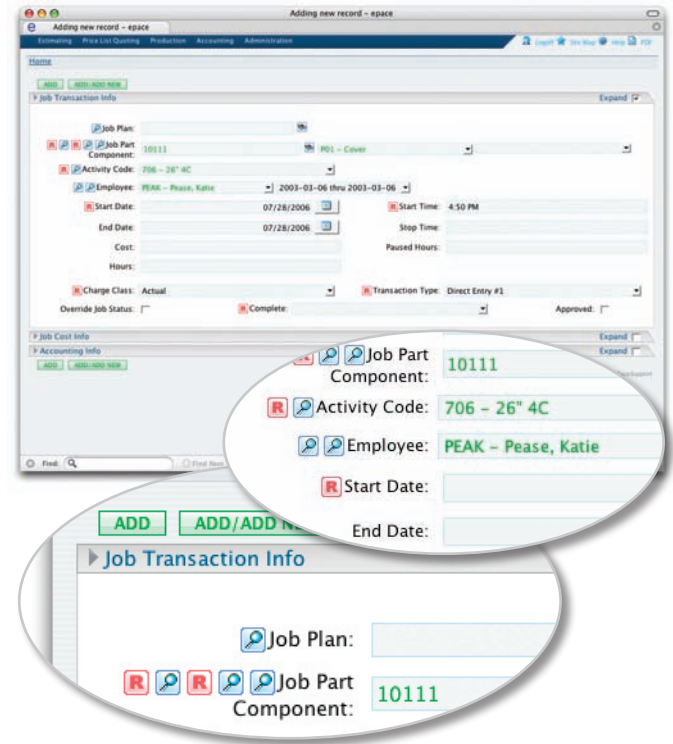 Adding new record – epace
e Adding new record – epace
Estimating Price List Quoting Production Accounting Administration Logoff Site Map Help PDF
Home
ADD ADD/ADD NEW
Job Transaction Info Expand
Job Plan:
R R Job Part Component: 10111 P01 – Cover
R Activity Code: 706 – 26" 4C
Employee: PEAK – Pease, Katie 2003-03-06 thru 2003-03-06
R Start Date: 07/28/2006 R Start Time: 4:50 PM
End Date: 07/28/2006 Stop Time:
Cost: Paused Hours:
Hours:
R Charge Class: Actual R Transaction Type: Direct Entry #1
Override Job Status: R Complete: Approved:
Job Cost Info Expand
Accounting Info Expand
ADD ADD/ADD NEW
Find: Find Next
R Job Part
Component: 10111
R Activity Code: 706 – 26" 4C
Employee: PEAK – Pease, Katie
R Start Date:
End Date:
ADD ADD/ADD N
Job Transaction Info
Job Plan:
R R Job Part
Component: 10111